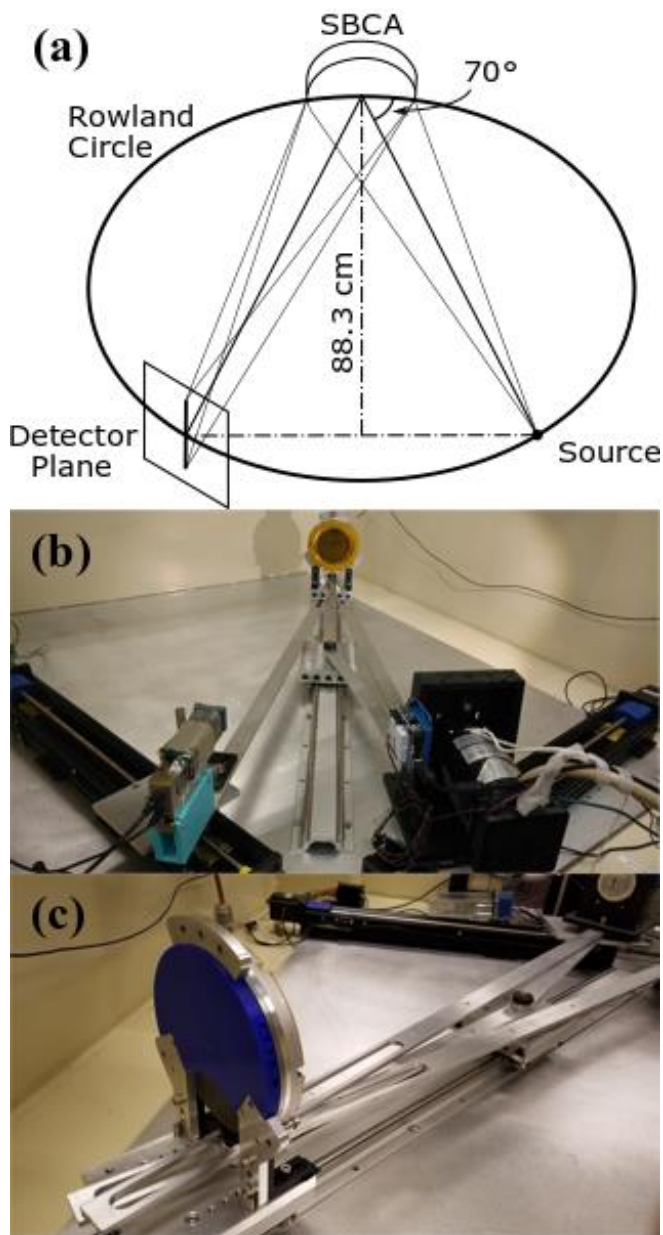 (a)
SBCA
70°
Rowland
Circle
88.3 cm
Detector
Plane
Source
(b)
(c)